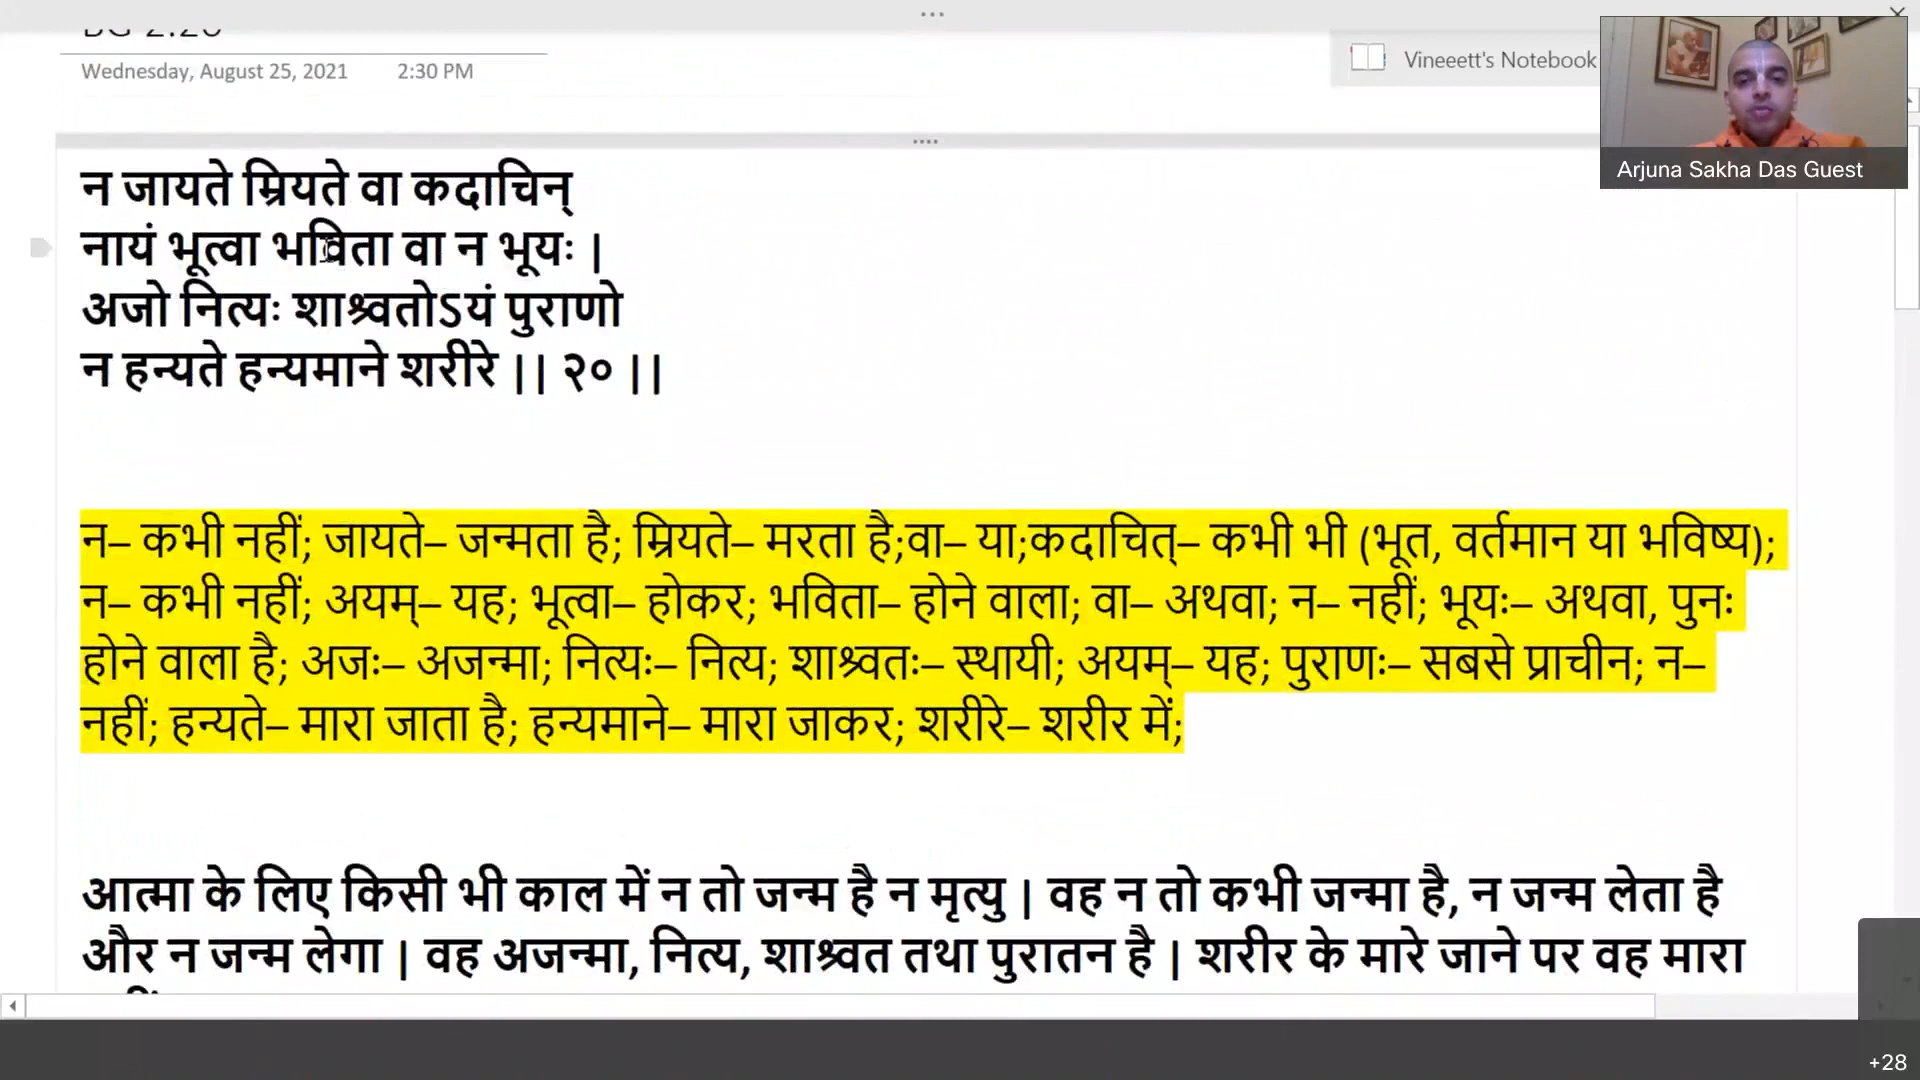 BG 2.20
Wednesday, August 25, 2021 2:30 PM
Vineeett's Notebook
Arjuna Sakha Das Guest
न जायते म्रियते वा कदाचिन्
नायं भूत्वा भविता वा न भूयः |
अजो नित्यः शाश्र्वतोSयं पुराणो
न हन्यते हन्यमाने शरीरे || २० ||
न– कभी नहीं; जायते– जन्मता है; म्रियते– मरता है;वा– या;कदाचित्– कभी भी (भूत, वर्तमान या भविष्य);
न– कभी नहीं; अयम्– यह; भूत्वा– होकर; भविता– होने वाला; वा– अथवा; न– नहीं; भूयः– अथवा, पुनः
होने वाला है; अजः– अजन्मा; नित्यः– नित्य; शाश्र्वतः– स्थायी; अयम्– यह; पुराणः– सबसे प्राचीन; न–
नहीं; हन्यते– मारा जाता है; हन्यमाने– मारा जाकर; शरीरे– शरीर में;
आत्मा के लिए किसी भी काल में न तो जन्म है न मृत्यु | वह न तो कभी जन्मा है, न जन्म लेता है
और न जन्म लेगा | वह अजन्मा, नित्य, शाश्र्वत तथा पुरातन है | शरीर के मारे जाने पर वह मारा
+28